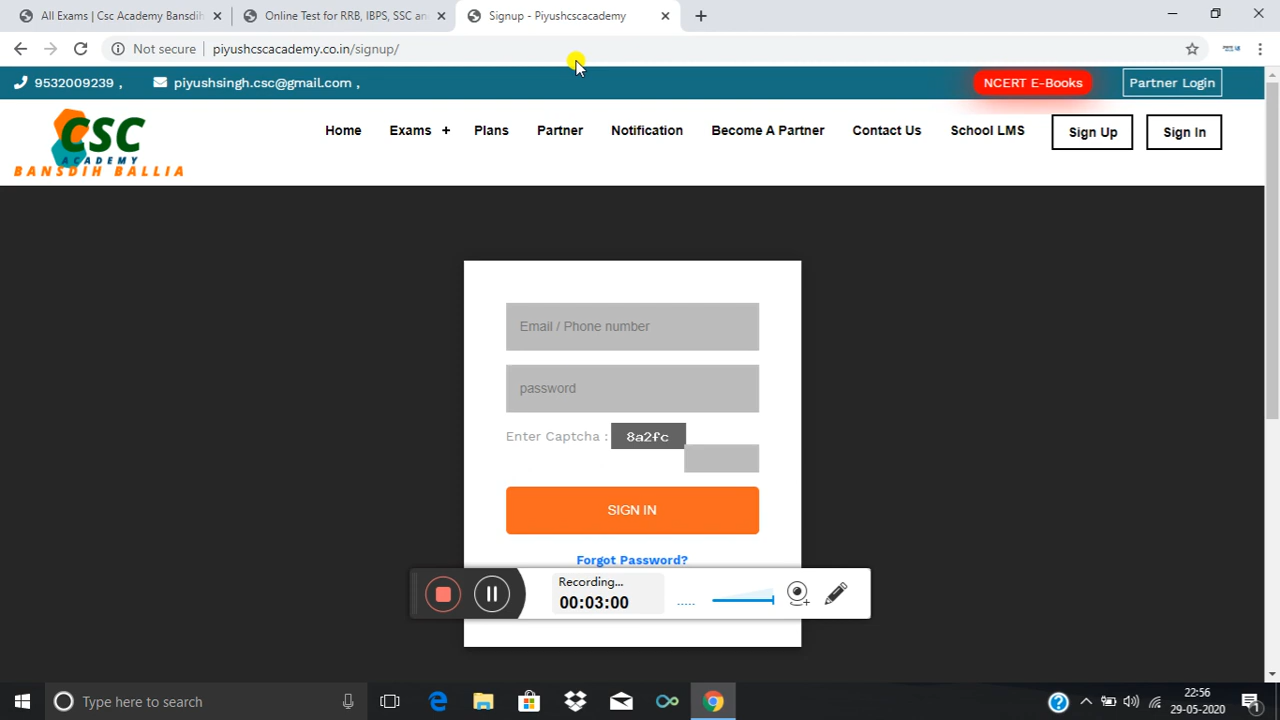 All Exams | Csc Academy Bansdih
Online Test for RRB, IBPS, SSC an
Signup - Piyushcscacademy
Not secure
piyushcscacademy.co.in/signup/
9532009239 ,
piyushsingh.csc@gmail.com ,
NCERT E-Books
Partner Login
CSC
ACADEMY
BANSDIH BALLIA
Home
Exams +
Plans
Partner
Notification
Become A Partner
Contact Us
School LMS
Sign Up
Sign In
Email / Phone number
password
Enter Captcha : 8a2fc
SIGN IN
Forgot Password?
Recording...
00:03:00
Type here to search
22:56
29-05-2020
1